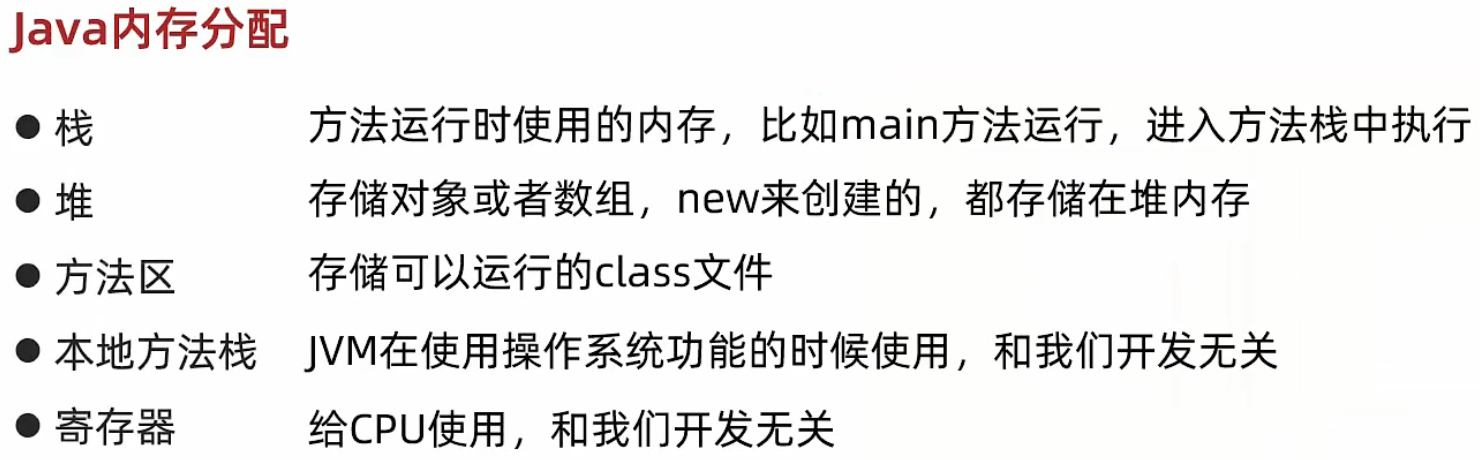 Java内存分配
● 栈 方法运行时使用的内存，比如main方法运行，进入方法栈中执行
● 堆 存储对象或者数组，new来创建的，都存储在堆内存
● 方法区 存储可以运行的class文件
● 本地方法栈 JVM在使用操作系统功能的时候使用，和我们开发无关
● 寄存器 给CPU使用，和我们开发无关